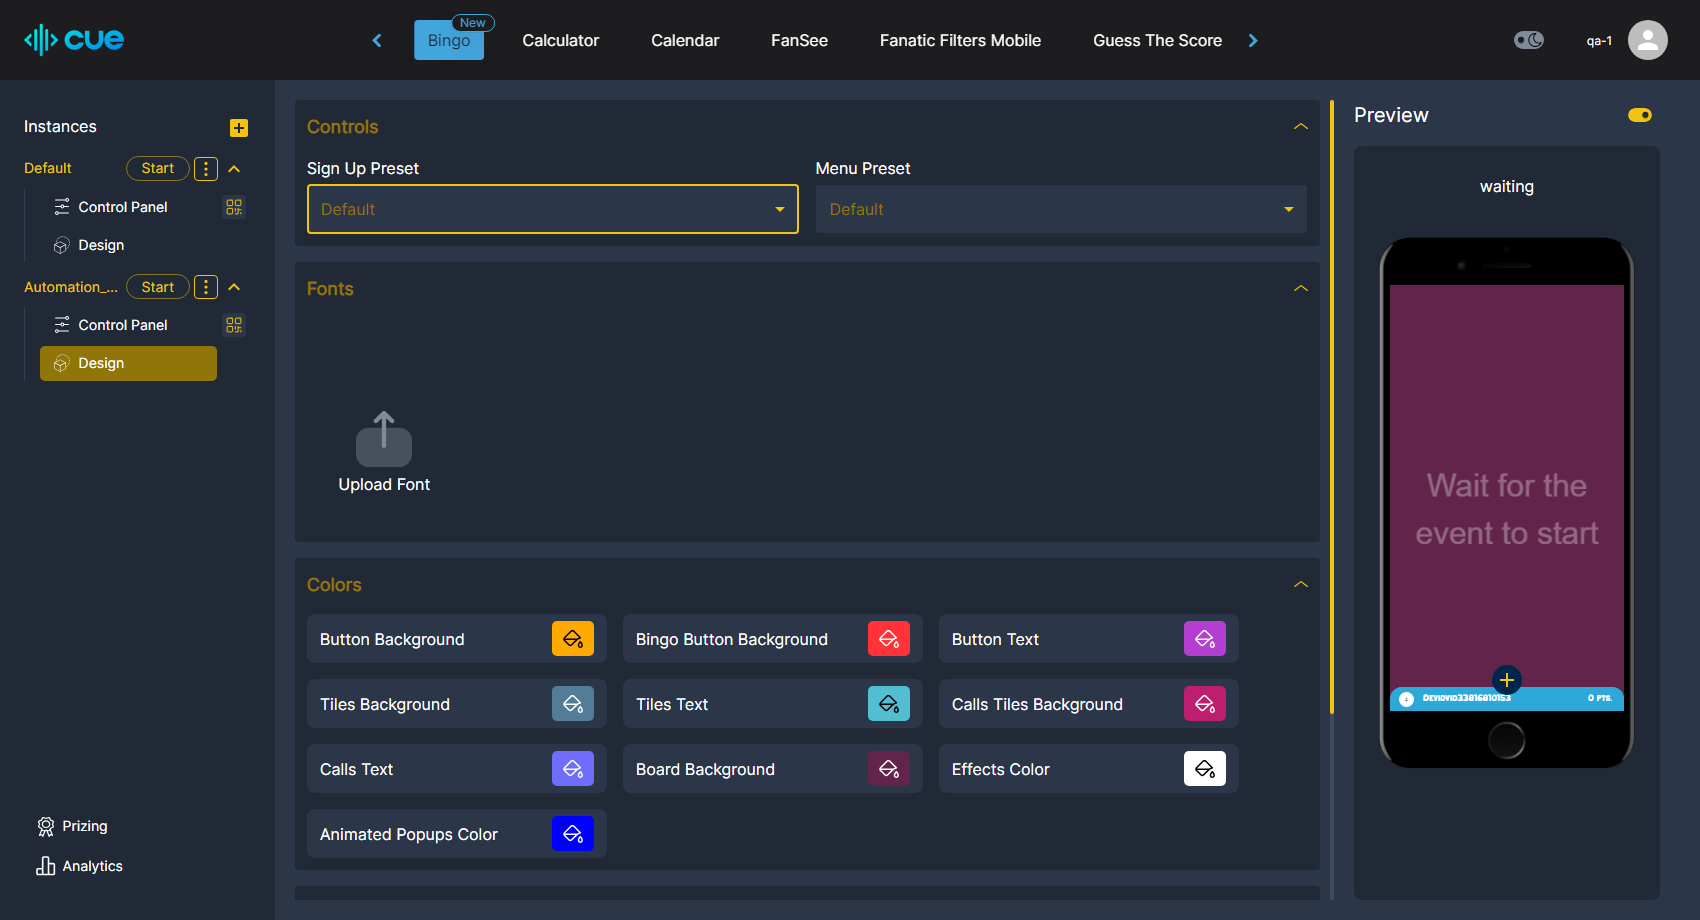 cue
New
Bingo
Calculator
Calendar
FanSee
Fanatic Filters Mobile
Guess The Score
qa-1
Instances
Default
Start
Control Panel
Design
Automation_...
Start
Control Panel
Design
Prizing
Analytics
Controls
Sign Up Preset
Menu Preset
Default
Default
Fonts
Upload Font
Colors
Button Background
Bingo Button Background
Button Text
Tiles Background
Tiles Text
Calls Tiles Background
Calls Text
Board Background
Effects Color
Animated Popups Color
Preview
waiting
Wait for the
event to start
0 PTS.